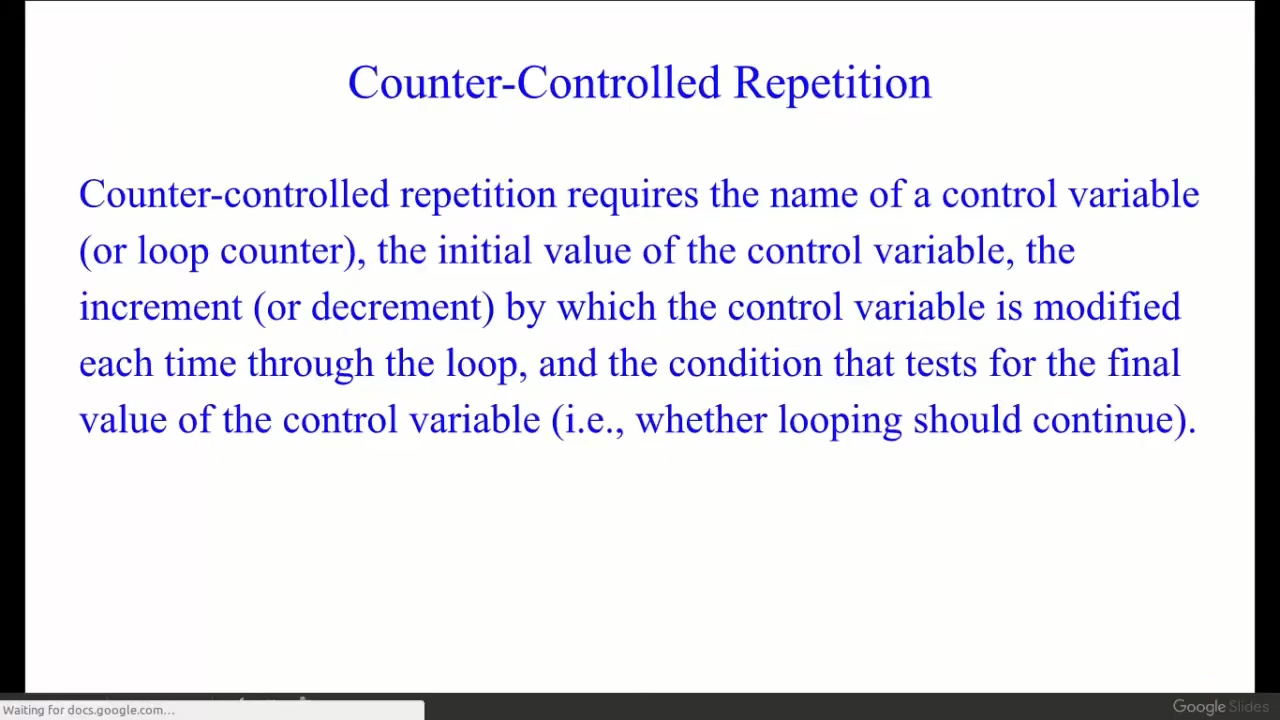 Counter-Controlled Repetition
Counter-controlled repetition requires the name of a control variable
(or loop counter), the initial value of the control variable, the
increment (or decrement) by which the control variable is modified
each time through the loop, and the condition that tests for the final
value of the control variable (i.e., whether looping should continue).
Waiting for docs.google.com...
Google Slides